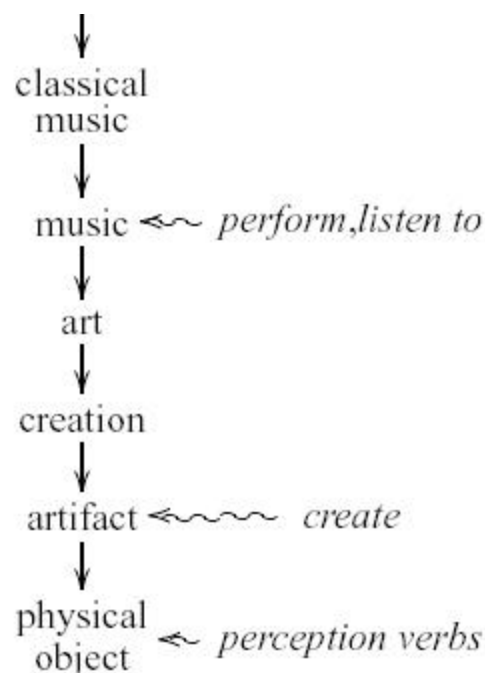 classical
music
music perform,listen to
art
creation
artifact create
physical
object perception verbs